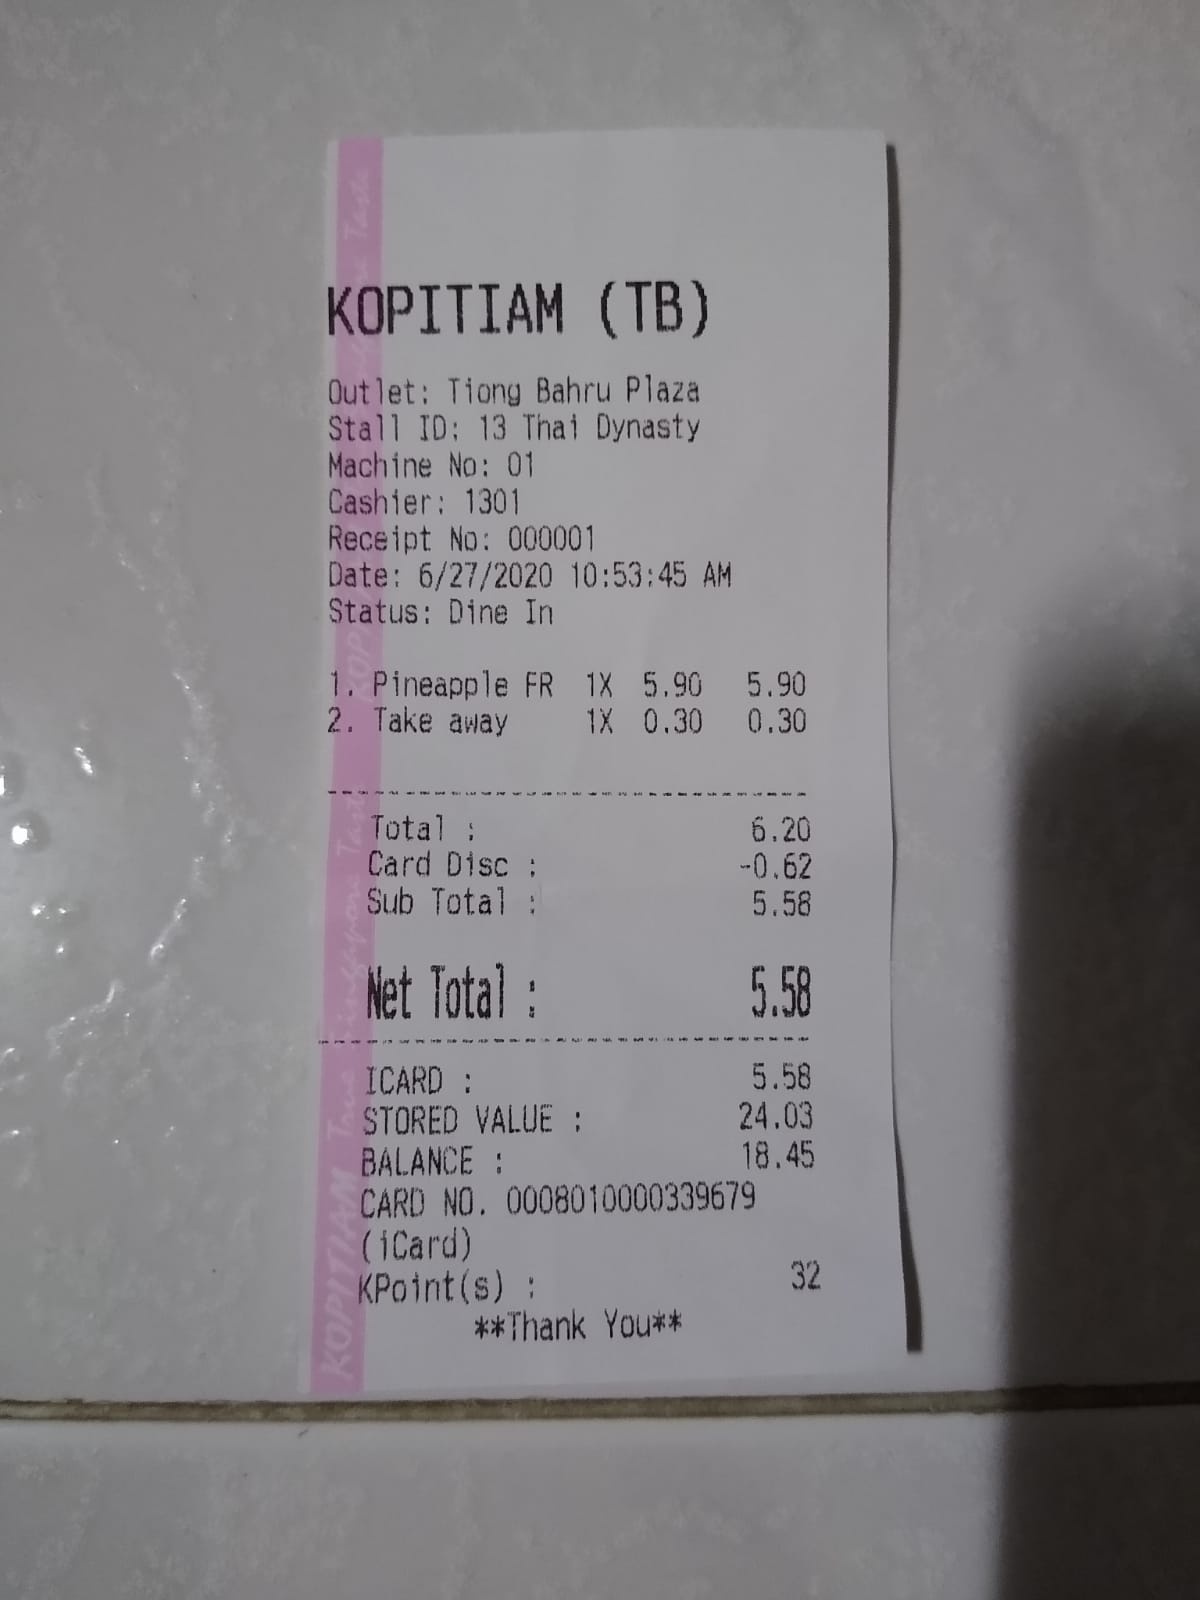 KOPITIAM (TB)
Outlet: Tiong Bahru Plaza
Stall ID: 13 Thai Dynasty
Machine No: 01
Cashier: 1301
Receipt No: 000001
Date: 6/27/2020 10:53:45 AM
Status: Dine In
1. Pineapple FR 1X 5.90 5.90
2. Take away 1X 0.30 0.30
Total : 6.20
Card Disc : -0.62
Sub Total : 5.58
Net Total : 5.58
ICARD : 5.58
STORED VALUE : 24.03
BALANCE : 18.45
CARD NO. 0008010000339679
(iCard)
KPoint(s) : 32
**Thank You**
KOPITIAM True Singapore Taste